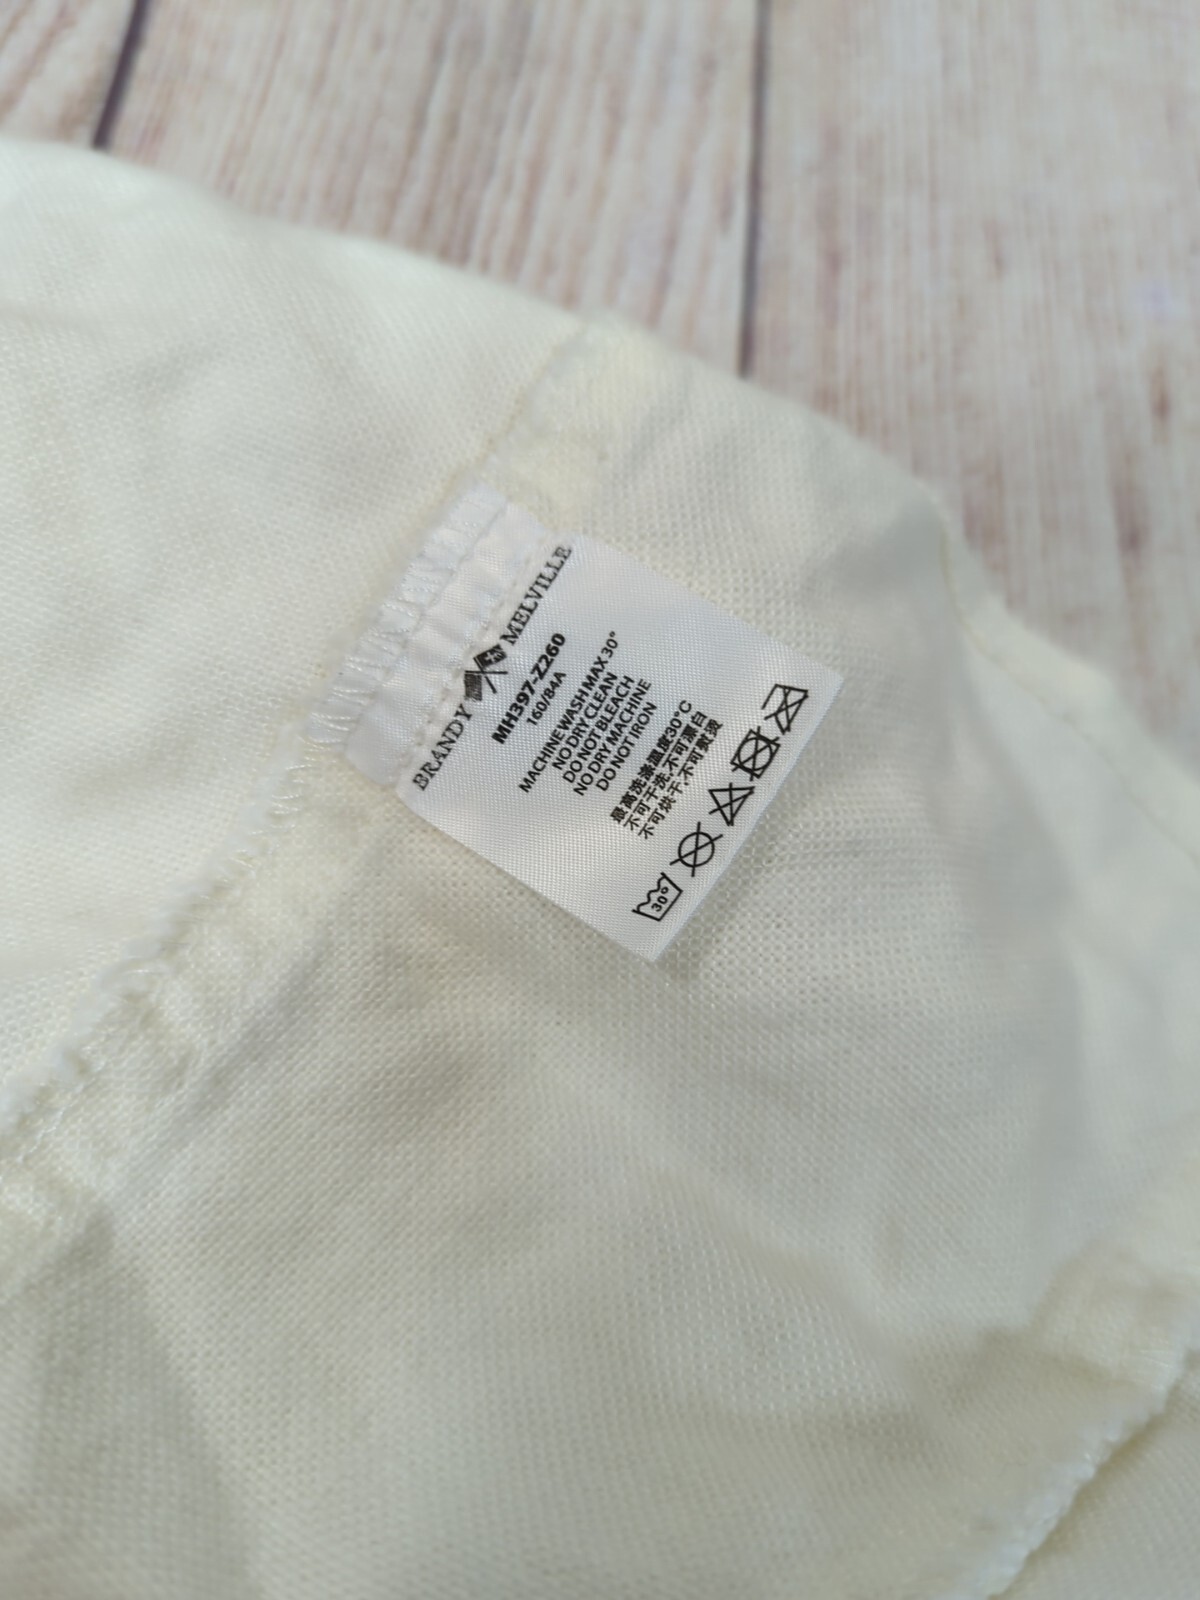 BRANDY MELVILLE
MH397-Z260
160/84A
MACHINE WASH MAX 30°
NO DRY CLEAN
DO NOT BLEACH
NO DRY MACHINE
DO NOT IRON
最高洗涤温度30°C
不可干洗,不可漂白
不可烘干,不可熨烫
30°